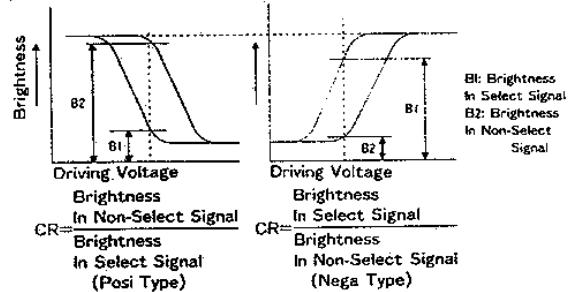 Brightness
B2
B1
B1
B2
B1: Brightness
In Select Signal
B2: Brightness
In Non-Select
Signal
Driving Voltage
Driving Voltage
CR=
Brightness
In Non-Select Signal
Brightness
In Select Signal
(Posi Type)
CR=
Brightness
In Select Signal
Brightness
In Non-Select Signal
(Nega Type)